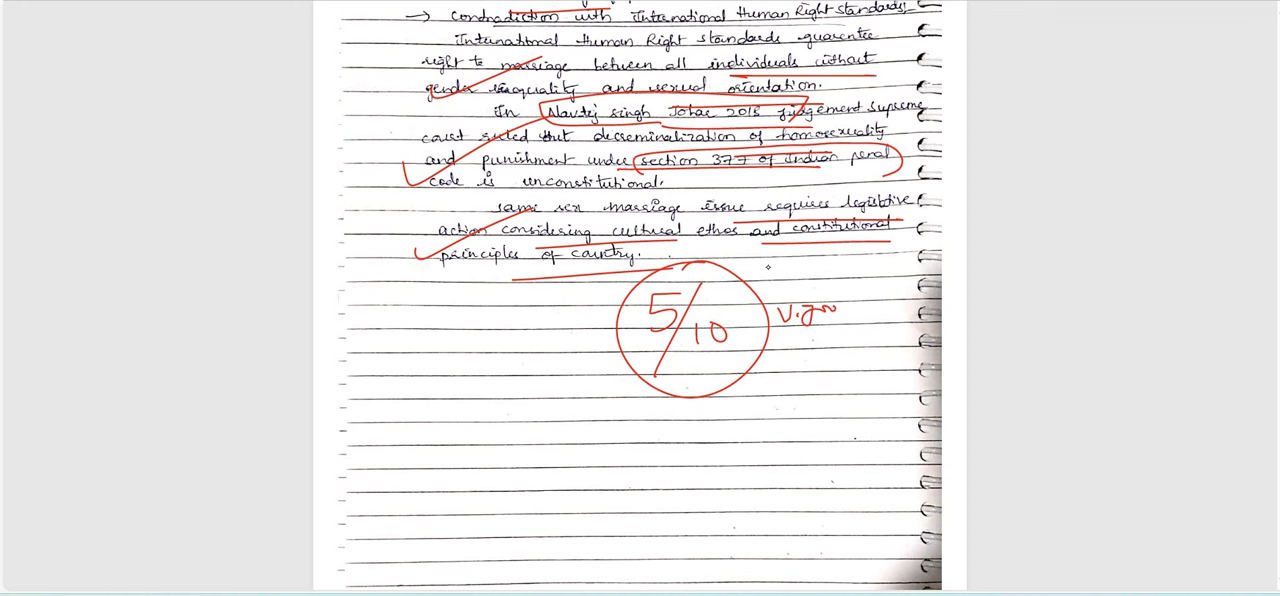 → Condradiction with International Human Right Standards:
International Human Right Standards guarentee
right to marriage between all individuals without
gender inequality and sexual orientation.
In Navtej Singh Johar 2018 judgement Supreme
court ruled that decriminalization of homosexuality
and punishment under section 377 of Indian penal
code is unconstitutional.
Same sex marriage issue requires legislative
action considering cultural ethos and constitutional
principles of country.
5/10
V.goo